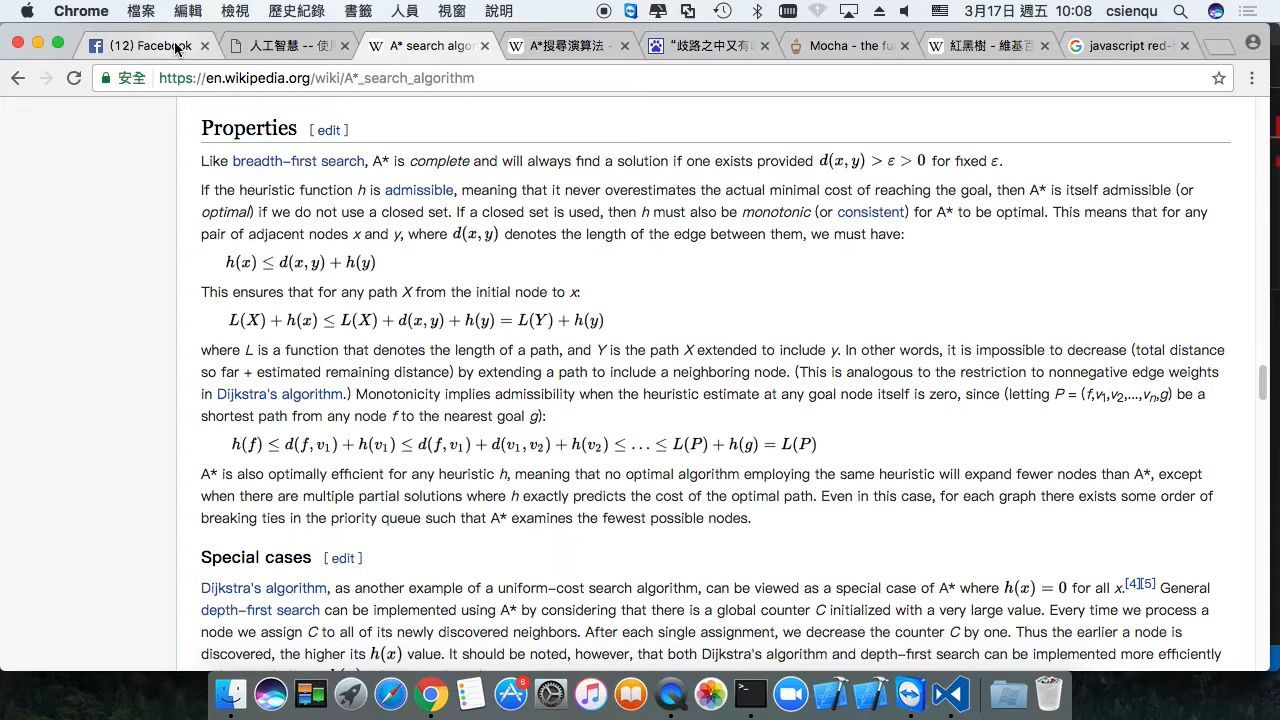 Chrome 檔案 編輯 檢視 歷史紀錄 書籤 人員 視窗 說明 3月17日 週五 10:08 csienqu
(12) Facebook 人工智慧 -- 使 A* search algo A*搜尋演算法 - “歧路之中又有 Mocha - the fu 紅黑樹 - 維基百 javascript red-
安全 https://en.wikipedia.org/wiki/A*_search_algorithm
Properties [ edit ]
Like breadth-first search, A* is complete and will always find a solution if one exists provided d(x, y) > ε > 0 for fixed ε.
If the heuristic function h is admissible, meaning that it never overestimates the actual minimal cost of reaching the goal, then A* is itself admissible (or
optimal) if we do not use a closed set. If a closed set is used, then h must also be monotonic (or consistent) for A* to be optimal. This means that for any
pair of adjacent nodes x and y, where d(x, y) denotes the length of the edge between them, we must have:
h(x) ≤ d(x, y) + h(y)
This ensures that for any path X from the initial node to x:
L(X) + h(x) ≤ L(X) + d(x, y) + h(y) = L(Y) + h(y)
where L is a function that denotes the length of a path, and Y is the path X extended to include y. In other words, it is impossible to decrease (total distance
so far + estimated remaining distance) by extending a path to include a neighboring node. (This is analogous to the restriction to nonnegative edge weights
in Dijkstra's algorithm.) Monotonicity implies admissibility when the heuristic estimate at any goal node itself is zero, since (letting P = (f,v1,v2,...,vn,g) be a
shortest path from any node f to the nearest goal g):
h(f) ≤ d(f, v1) + h(v1) ≤ d(f, v1) + d(v1, v2) + h(v2) ≤ ... ≤ L(P) + h(g) = L(P)
A* is also optimally efficient for any heuristic h, meaning that no optimal algorithm employing the same heuristic will expand fewer nodes than A*, except
when there are multiple partial solutions where h exactly predicts the cost of the optimal path. Even in this case, for each graph there exists some order of
breaking ties in the priority queue such that A* examines the fewest possible nodes.
Special cases [ edit ]
Dijkstra's algorithm, as another example of a uniform-cost search algorithm, can be viewed as a special case of A* where h(x) = 0 for all x.[4][5] General
depth-first search can be implemented using A* by considering that there is a global counter C initialized with a very large value. Every time we process a
node we assign C to all of its newly discovered neighbors. After each single assignment, we decrease the counter C by one. Thus the earlier a node is
discovered, the higher its h(x) value. It should be noted, however, that both Dijkstra's algorithm and depth-first search can be implemented more efficiently
6